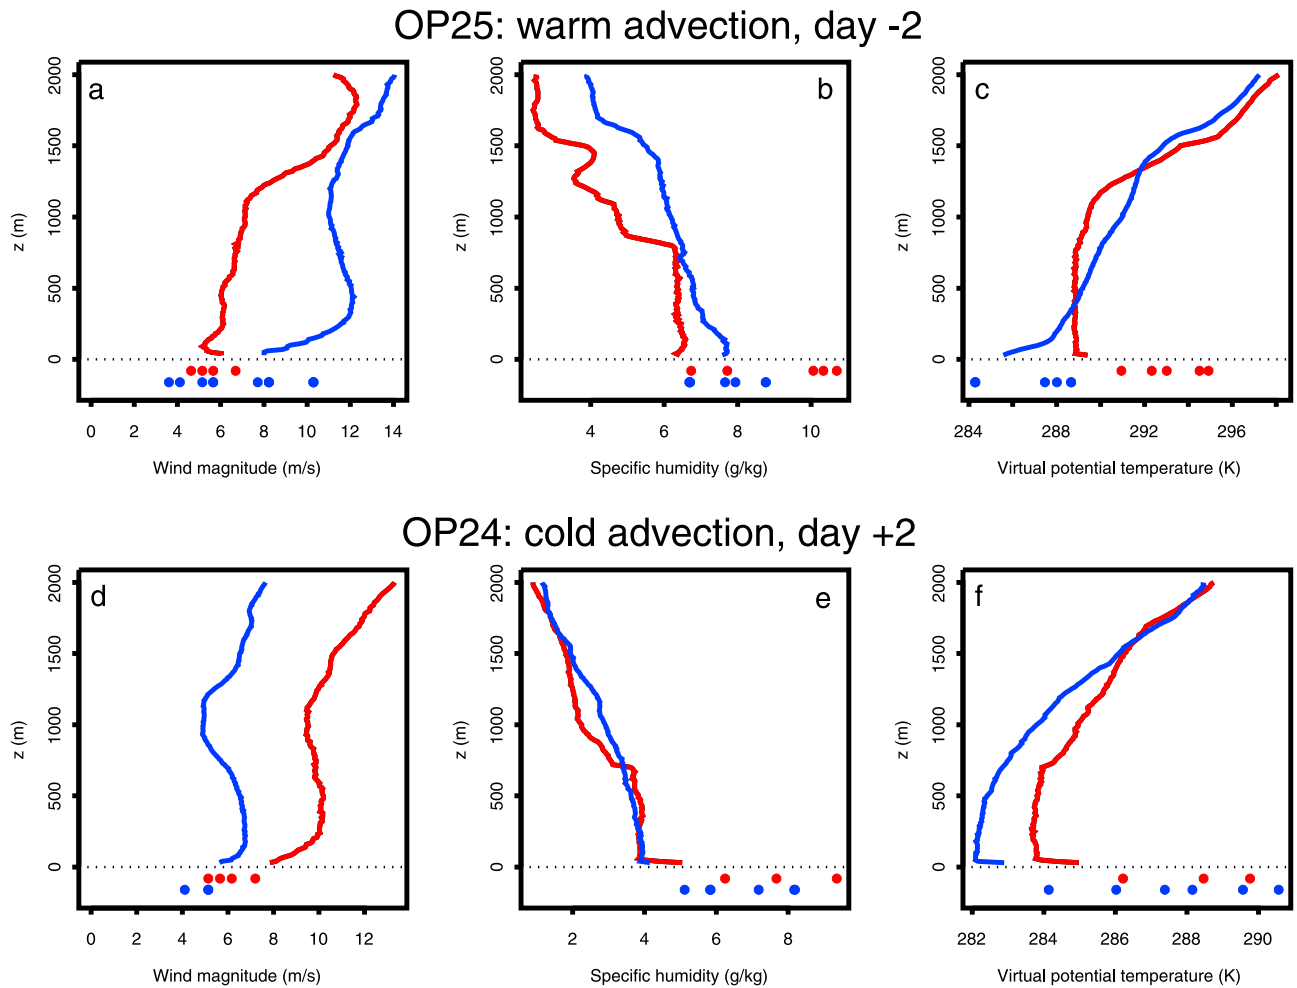 OP25: warm advection, day -2
a
b
c
z (m)
0 500 1000 1500 2000
z (m)
0 500 1000 1500 2000
z (m)
0 500 1000 1500 2000
0 2 4 6 8 10 12 14
4 6 8 10
284 288 292 296
Wind magnitude (m/s)
Specific humidity (g/kg)
Virtual potential temperature (K)
OP24: cold advection, day +2
d
e
f
z (m)
0 500 1000 1500 2000
z (m)
0 500 1000 1500 2000
z (m)
0 500 1000 1500 2000
0 2 4 6 8 10 12
2 4 6 8
282 284 286 288 290
Wind magnitude (m/s)
Specific humidity (g/kg)
Virtual potential temperature (K)